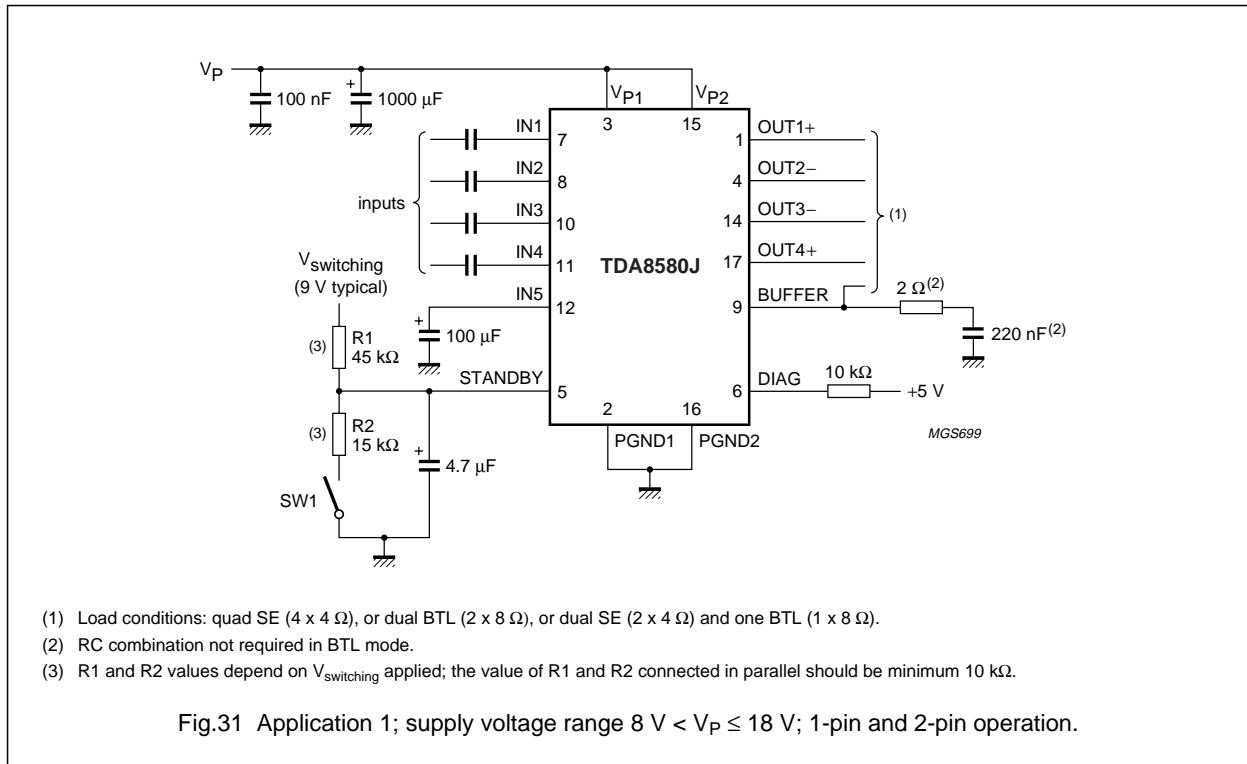 VP
100 nF
+
1000 μF
VP1
VP2
3
15
IN1
7
IN2
8
inputs
IN3
10
IN4
11
IN5
12
+
100 μF
Vswitching
(9 V typical)
(3)
R1
45 kΩ
STANDBY
5
(3)
R2
15 kΩ
+
4.7 μF
SW1
TDA8580J
1
OUT1+
4
OUT2−
14
OUT3−
(1)
17
OUT4+
9
BUFFER
2 Ω(2)
220 nF(2)
6
DIAG
10 kΩ
+5 V
2
16
PGND1
PGND2
MGS699
(1) Load conditions: quad SE (4 x 4 Ω), or dual BTL (2 x 8 Ω), or dual SE (2 x 4 Ω) and one BTL (1 x 8 Ω).
(2) RC combination not required in BTL mode.
(3) R1 and R2 values depend on Vswitching applied; the value of R1 and R2 connected in parallel should be minimum 10 kΩ.
Fig.31 Application 1; supply voltage range 8 V < VP ≤ 18 V; 1-pin and 2-pin operation.